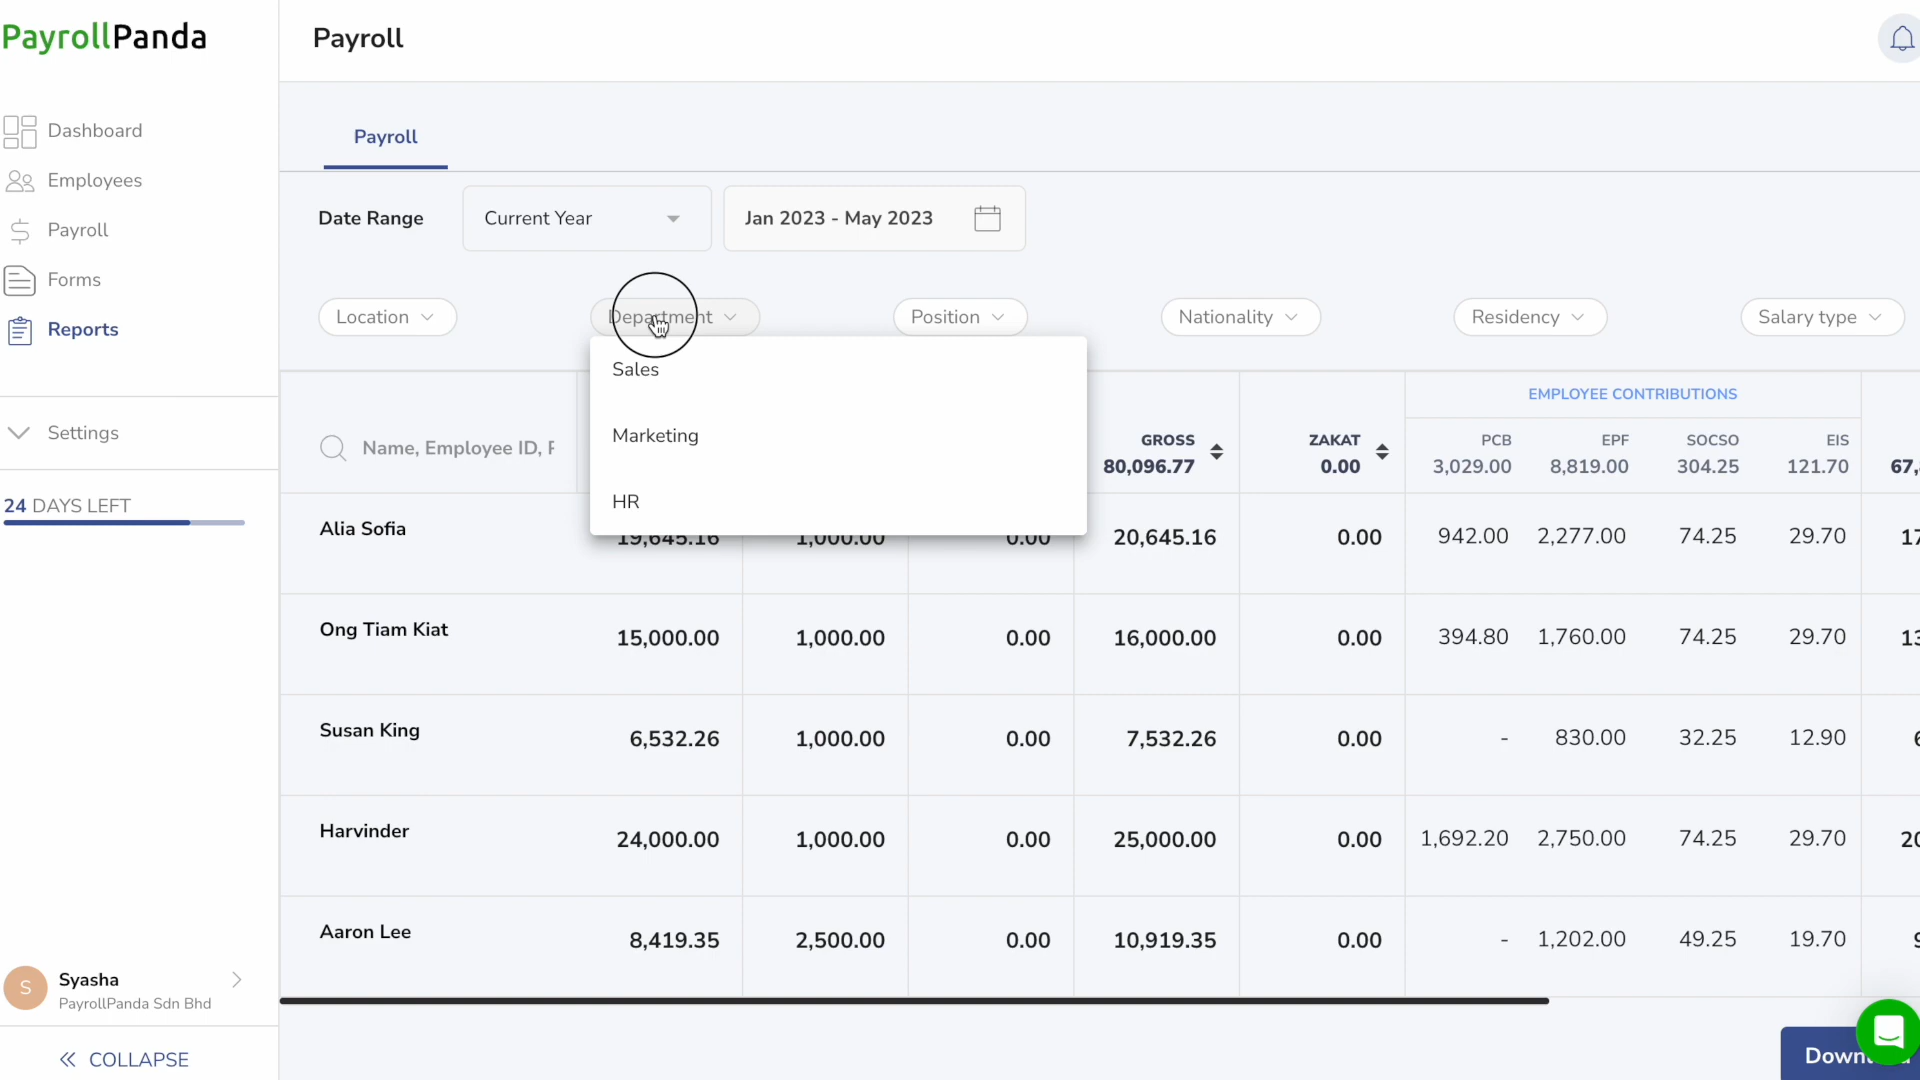 PayrollPanda
Payroll
Dashboard
Employees
Payroll
Forms
Reports
Settings
24 DAYS LEFT
Syasha
PayrollPanda Sdn Bhd
COLLAPSE
Payroll
Date Range
Current Year
Jan 2023 - May 2023
Location
Department
Position
Nationality
Residency
Salary type
Sales
Marketing
HR
Name, Employee ID,
GROSS
80,096.77
ZAKAT
0.00
EMPLOYEE CONTRIBUTIONS
PCB EPF SOCSO EIS
3,029.00 8,819.00 304.25 121.70
Alia Sofia 19,645.16 1,000.00 0.00 20,645.16 0.00 942.00 2,277.00 74.25 29.70
Ong Tiam Kiat 15,000.00 1,000.00 0.00 16,000.00 0.00 394.80 1,760.00 74.25 29.70
Susan King 6,532.26 1,000.00 0.00 7,532.26 0.00 - 830.00 32.25 12.90
Harvinder 24,000.00 1,000.00 0.00 25,000.00 0.00 1,692.20 2,750.00 74.25 29.70
Aaron Lee 8,419.35 2,500.00 0.00 10,919.35 0.00 - 1,202.00 49.25 19.70
S